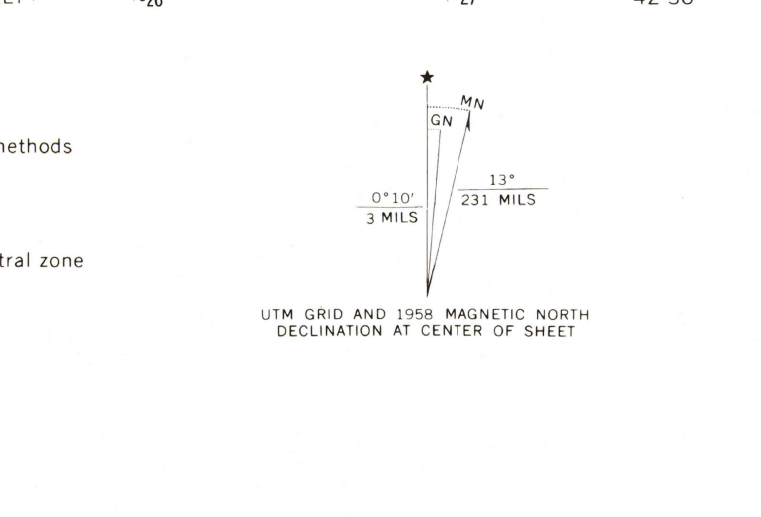 MN
GN
nethods
13°
0°10′
231 MILS
3 MILS
tral zone
UTM GRID AND 1958 MAGNETIC NORTH
DECLINATION AT CENTER OF SHEET